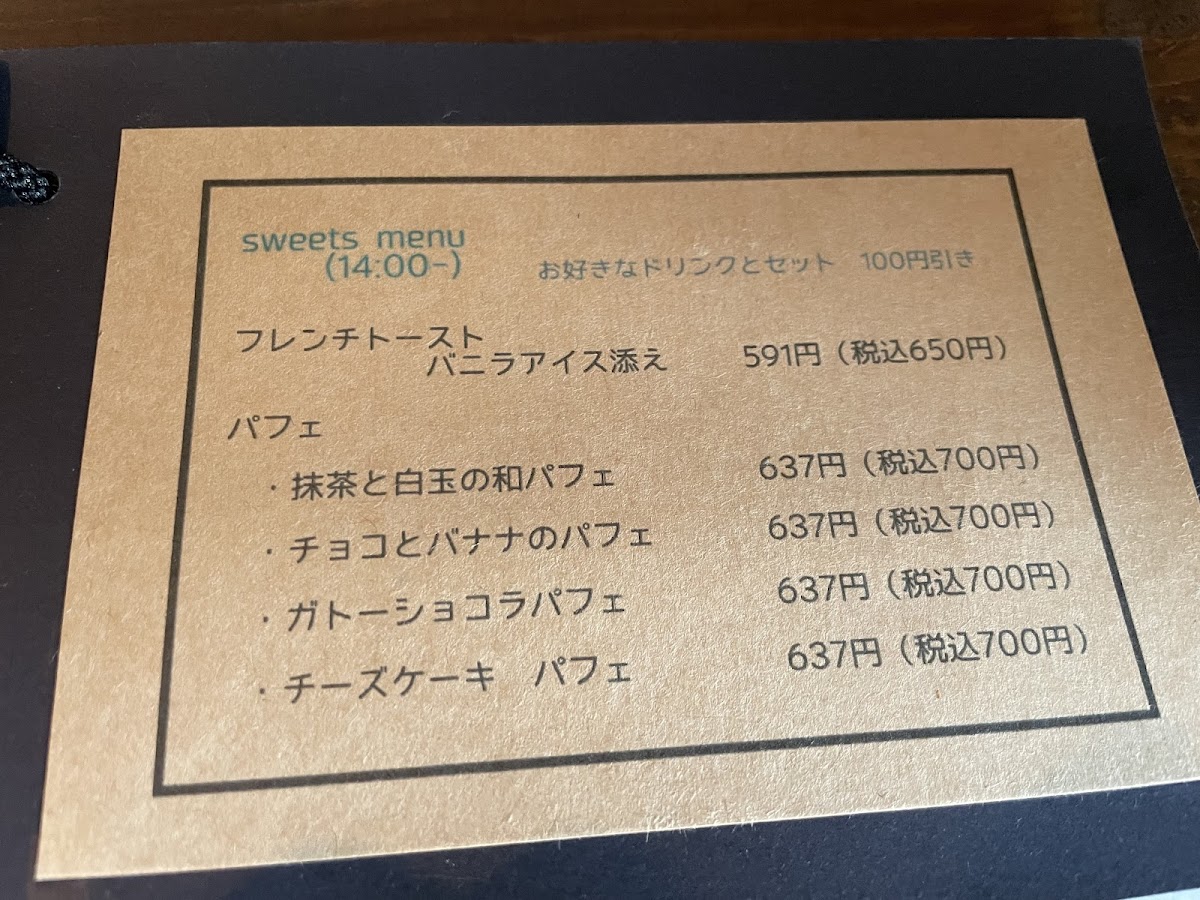 sweets menu
(14:00-)
お好きなドリンクとセット　100円引き
フレンチトースト
バニラアイス添え　591円（税込650円）
パフェ
・抹茶と白玉の和パフェ　637円（税込700円）
・チョコとバナナのパフェ　637円（税込700円）
・ガトーショコラパフェ　637円（税込700円）
・チーズケーキ　パフェ　637円（税込700円）